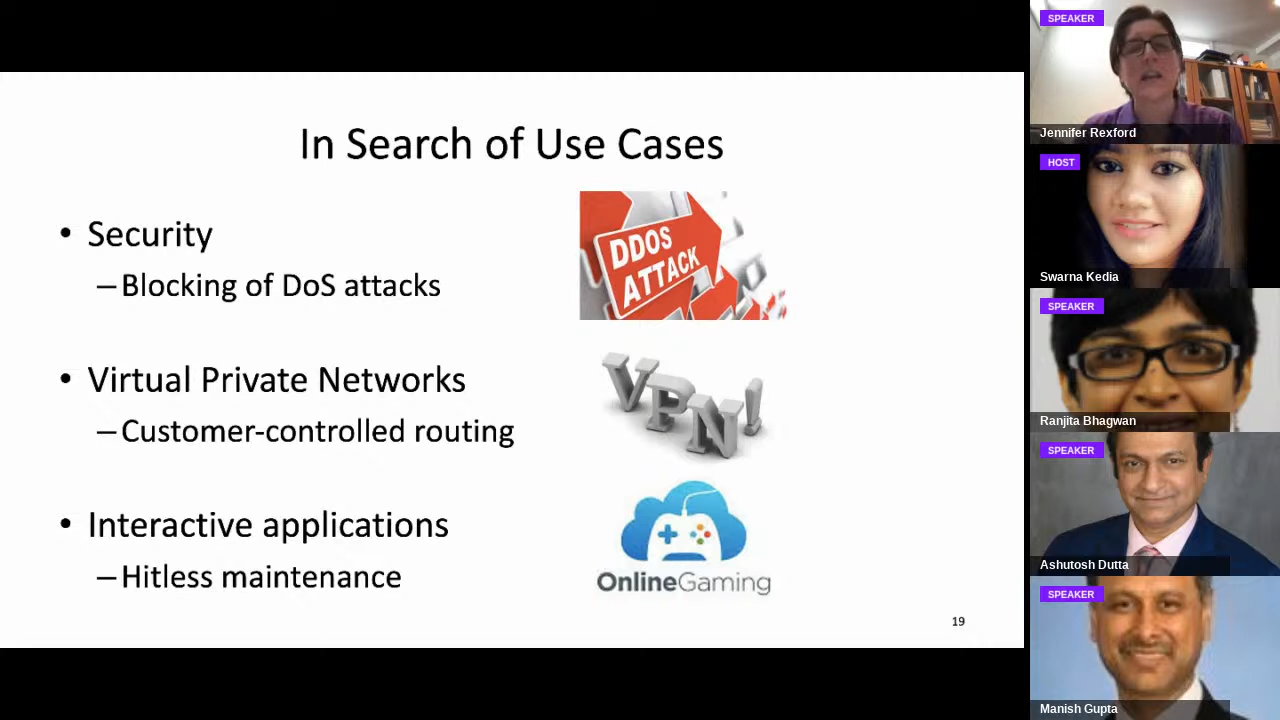 In Search of Use Cases
• Security
–Blocking of DoS attacks
DDOS
ATTACK
• Virtual Private Networks
–Customer-controlled routing
VPN!
• Interactive applications
–Hitless maintenance
OnlineGaming
19
SPEAKER
Jennifer Rexford
HOST
Swarna Kedia
SPEAKER
Ranjita Bhagwan
SPEAKER
Ashutosh Dutta
SPEAKER
Manish Gupta